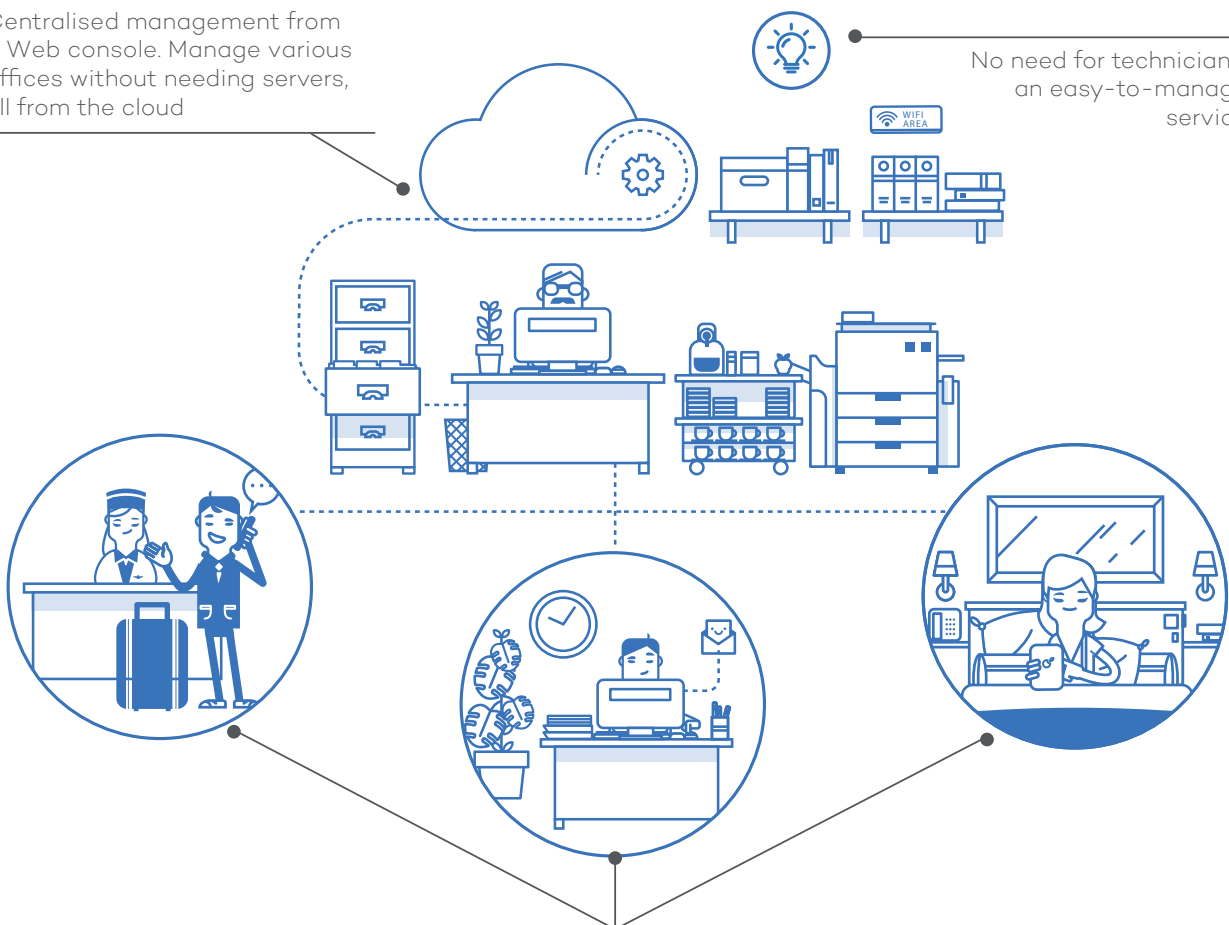 Centralised management from
Web console. Manage various
ffices without needing servers,
ll from the cloud
No need for technician
an easy-to-manag
servic
WIFI
AREA